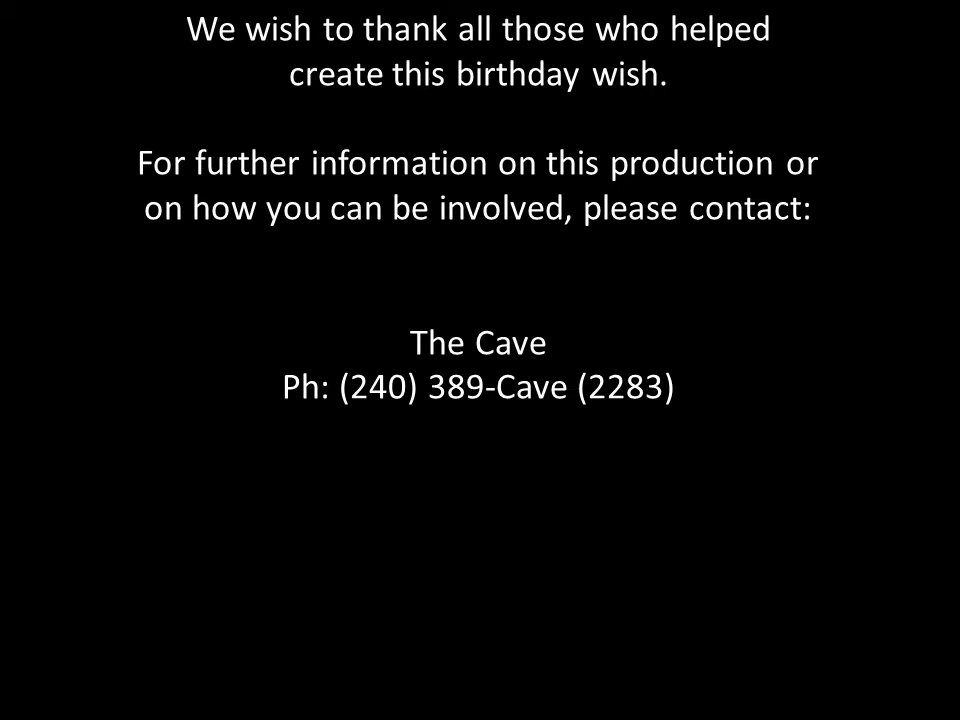 We wish to thank all those who helped
create this birthday wish.
For further information on this production or
on how you can be involved, please contact:
The Cave
Ph: (240) 389-Cave (2283)